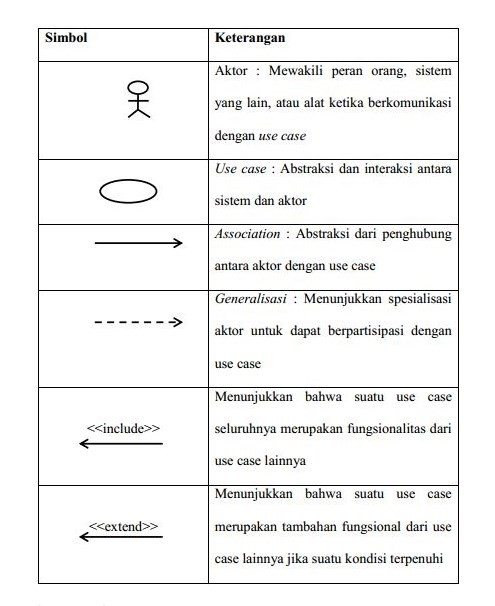 Simbol Keterangan
Aktor : Mewakili peran orang, sistem
yang lain, atau alat ketika berkomunikasi
dengan use case
Use case : Abstraksi dan interaksi antara
sistem dan aktor
Association : Abstraksi dari penghubung
antara aktor dengan use case
Generalisasi : Menunjukkan spesialisasi
aktor untuk dapat berpartisipasi dengan
use case
<<include>>
Menunjukkan bahwa suatu use case
seluruhnya merupakan fungsionalitas dari
use case lainnya
<<extend>>
Menunjukkan bahwa suatu use case
merupakan tambahan fungsional dari use
case lainnya jika suatu kondisi terpenuhi